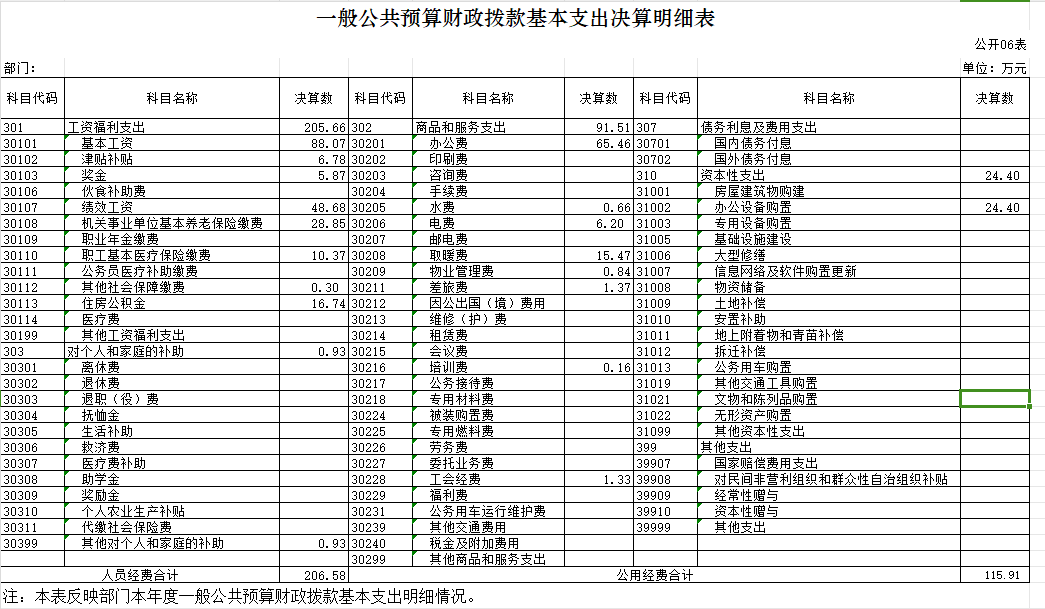 一般公共预算财政拨款基本支出决算明细表
公开06表
部门: 单位: 万元
科目代码 科目名称 决算数 科目代码 科目名称 决算数 科目代码 科目名称 决算数
301 工资福利支出 205.66 302 商品和服务支出 91.51 307 债务利息及费用支出
30101 基本工资 88.07 30201 办公费 65.46 30701 国内债务付息
30102 津贴补贴 6.78 30202 印刷费 30702 国外债务付息
30103 奖金 5.87 30203 咨询费 310 资本性支出 24.40
30106 伙食补助费 30204 手续费 31001 房屋建筑物购建
30107 绩效工资 48.68 30205 水费 0.66 31002 办公设备购置 24.40
30108 机关事业单位基本养老保险缴费 28.85 30206 电费 6.20 31003 专用设备购置
30109 职业年金缴费 30207 邮电费 31005 基础设施建设
30110 职工基本医疗保险缴费 10.37 30208 取暖费 15.47 31006 大型修缮
30111 公务员医疗补助缴费 30209 物业管理费 0.84 31007 信息网络及软件购置更新
30112 其他社会保障缴费 0.30 30211 差旅费 1.37 31008 物资储备
30113 住房公积金 16.74 30212 因公出国（境）费用 31009 土地补偿
30114 医疗费 30213 维修（护）费 31010 安置补助
30199 其他工资福利支出 30214 租赁费 31011 地上附着物和青苗补偿
303 对个人和家庭的补助 0.93 30215 会议费 31012 拆迁补偿
30301 离休费 30216 培训费 0.16 31013 公务用车购置
30302 退休费 30217 公务接待费 31019 其他交通工具购置
30303 退职（役）费 30218 专用材料费 31021 文物和陈列品购置
30304 抚恤金 30224 被装购置费 31022 无形资产购置
30305 生活补助 30225 专用燃料费 31099 其他资本性支出
30306 救济费 30226 劳务费 399 其他支出
30307 医疗费补助 30227 委托业务费 39907 国家赔偿费用支出
30308 助学金 30228 工会经费 1.33 39908 对民间非营利组织和群众性自治组织补贴
30309 奖励金 30229 福利费 39909 经常性赠与
30310 个人农业生产补贴 30231 公务用车运行维护费 39910 资本性赠与
30311 代缴社会保险费 30239 其他交通费用 39999 其他支出
30399 其他对个人和家庭的补助 0.93 30240 税金及附加费用
30299 其他商品和服务支出
人员经费合计 206.58 公用经费合计 115.91
注：本表反映部门本年度一般公共预算财政拨款基本支出明细情况。